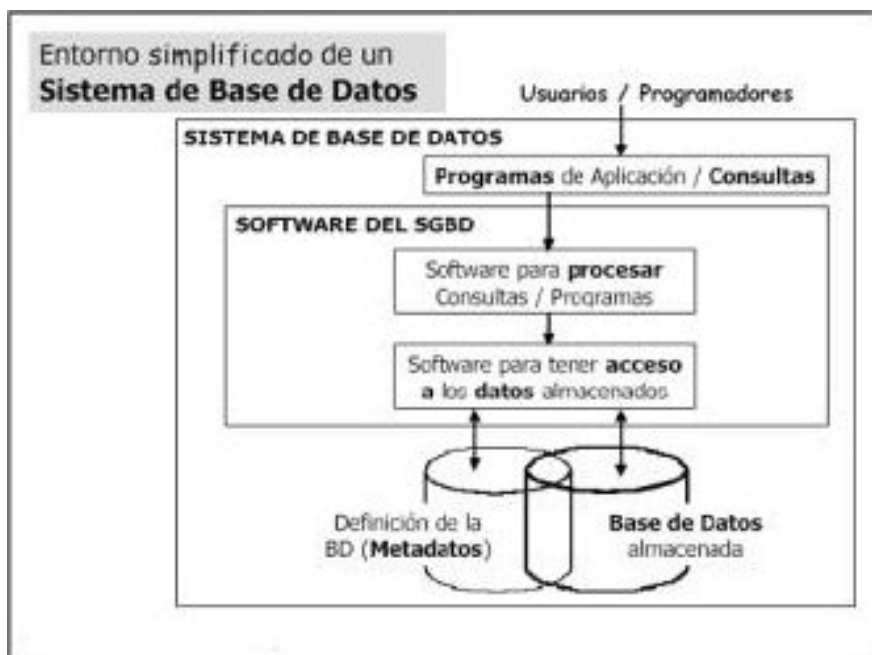 Entorno simplificado de un
Sistema de Base de Datos
Usuarios / Programadores
SISTEMA DE BASE DE DATOS
Programas de Aplicación / Consultas
SOFTWARE DEL SGBD
Software para procesar
Consultas / Programas
Software para tener acceso
a los datos almacenados
Definición de la
BD (Metadatos)
Base de Datos
almacenada